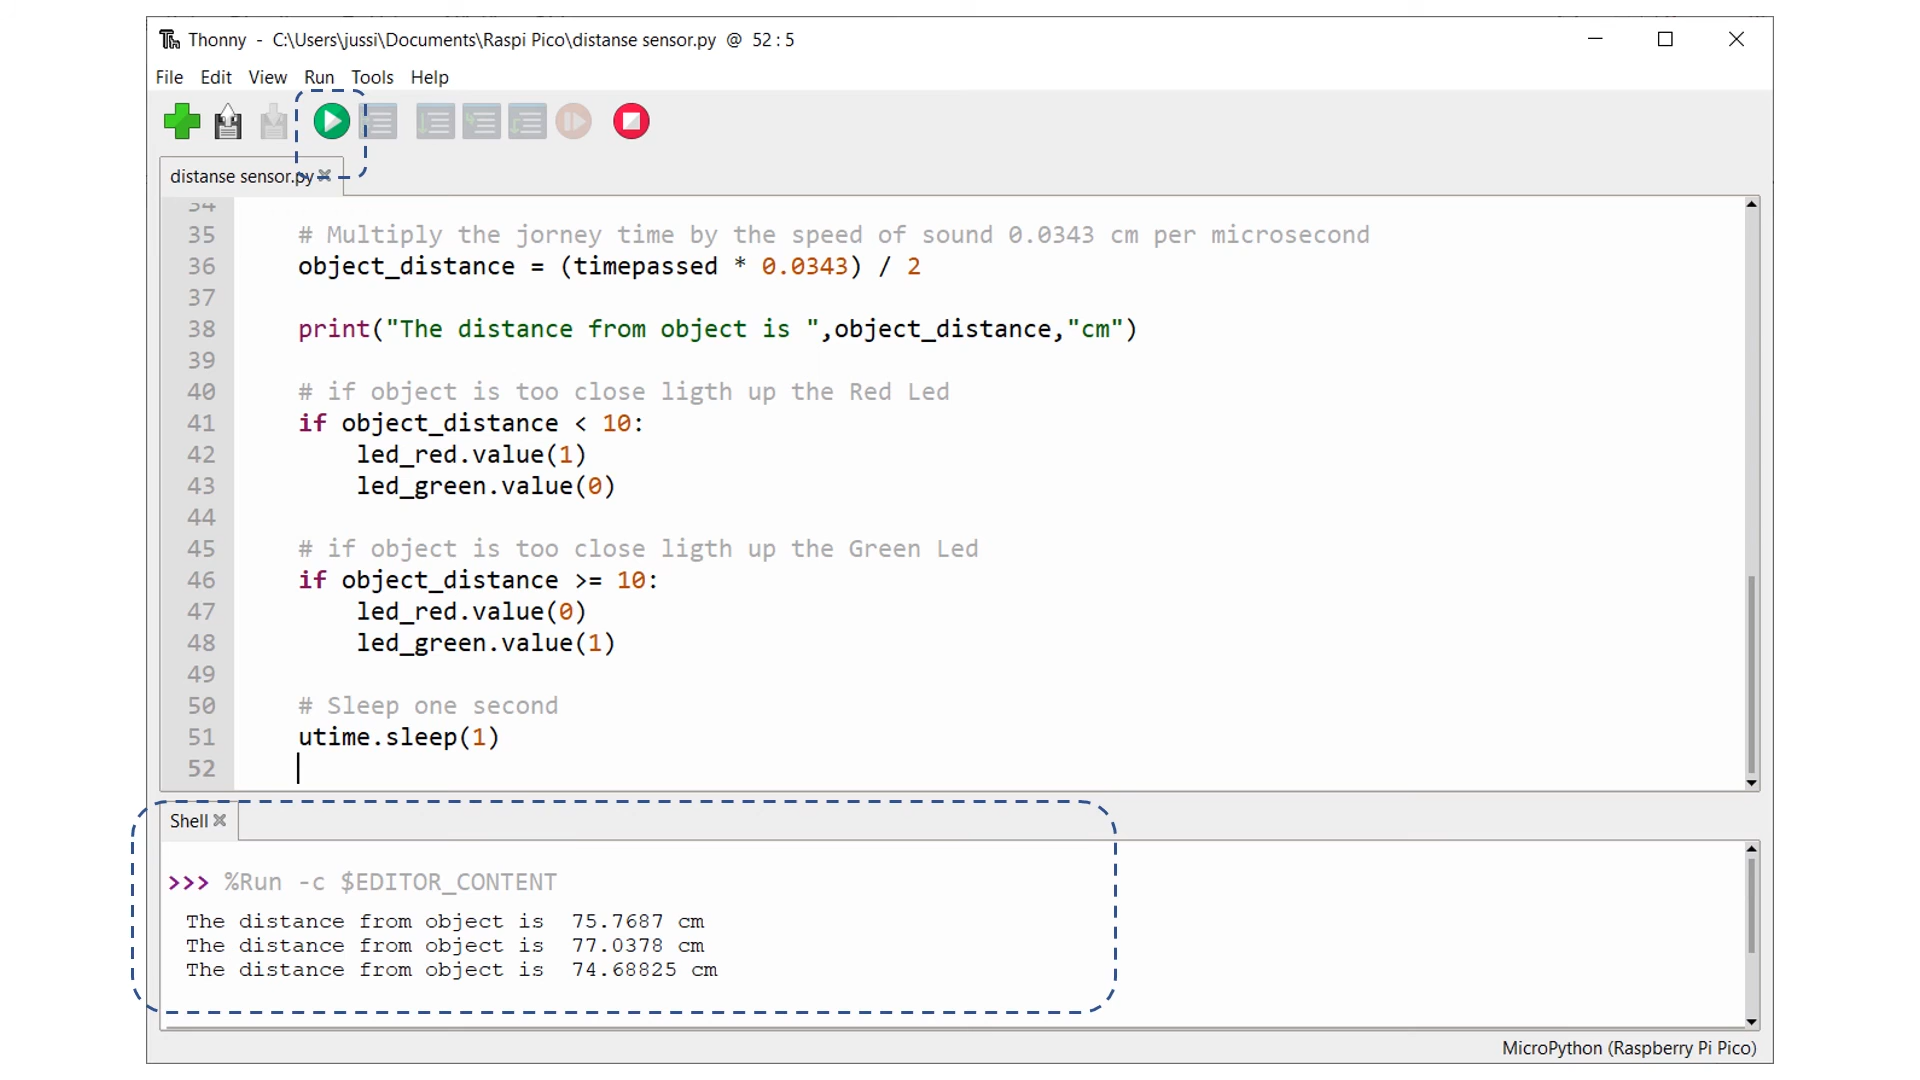 Thonny - C:\Users\jussi\Documents\Raspi Pico\distanse sensor.py @ 52 : 5
File Edit View Run Tools Help
distanse sensor.py
34
35 # Multiply the jorney time by the speed of sound 0.0343 cm per microsecond
36 object_distance = (timepassed * 0.0343) / 2
37
38 print("The distance from object is ",object_distance,"cm")
39
40 # if object is too close ligth up the Red Led
41 if object_distance < 10:
42 led_red.value(1)
43 led_green.value(0)
44
45 # if object is too close ligth up the Green Led
46 if object_distance >= 10:
47 led_red.value(0)
48 led_green.value(1)
49
50 # Sleep one second
51 utime.sleep(1)
52
Shell
>>> %Run -c $EDITOR_CONTENT
The distance from object is  75.7687 cm
The distance from object is  77.0378 cm
The distance from object is  74.68825 cm
MicroPython (Raspberry Pi Pico)